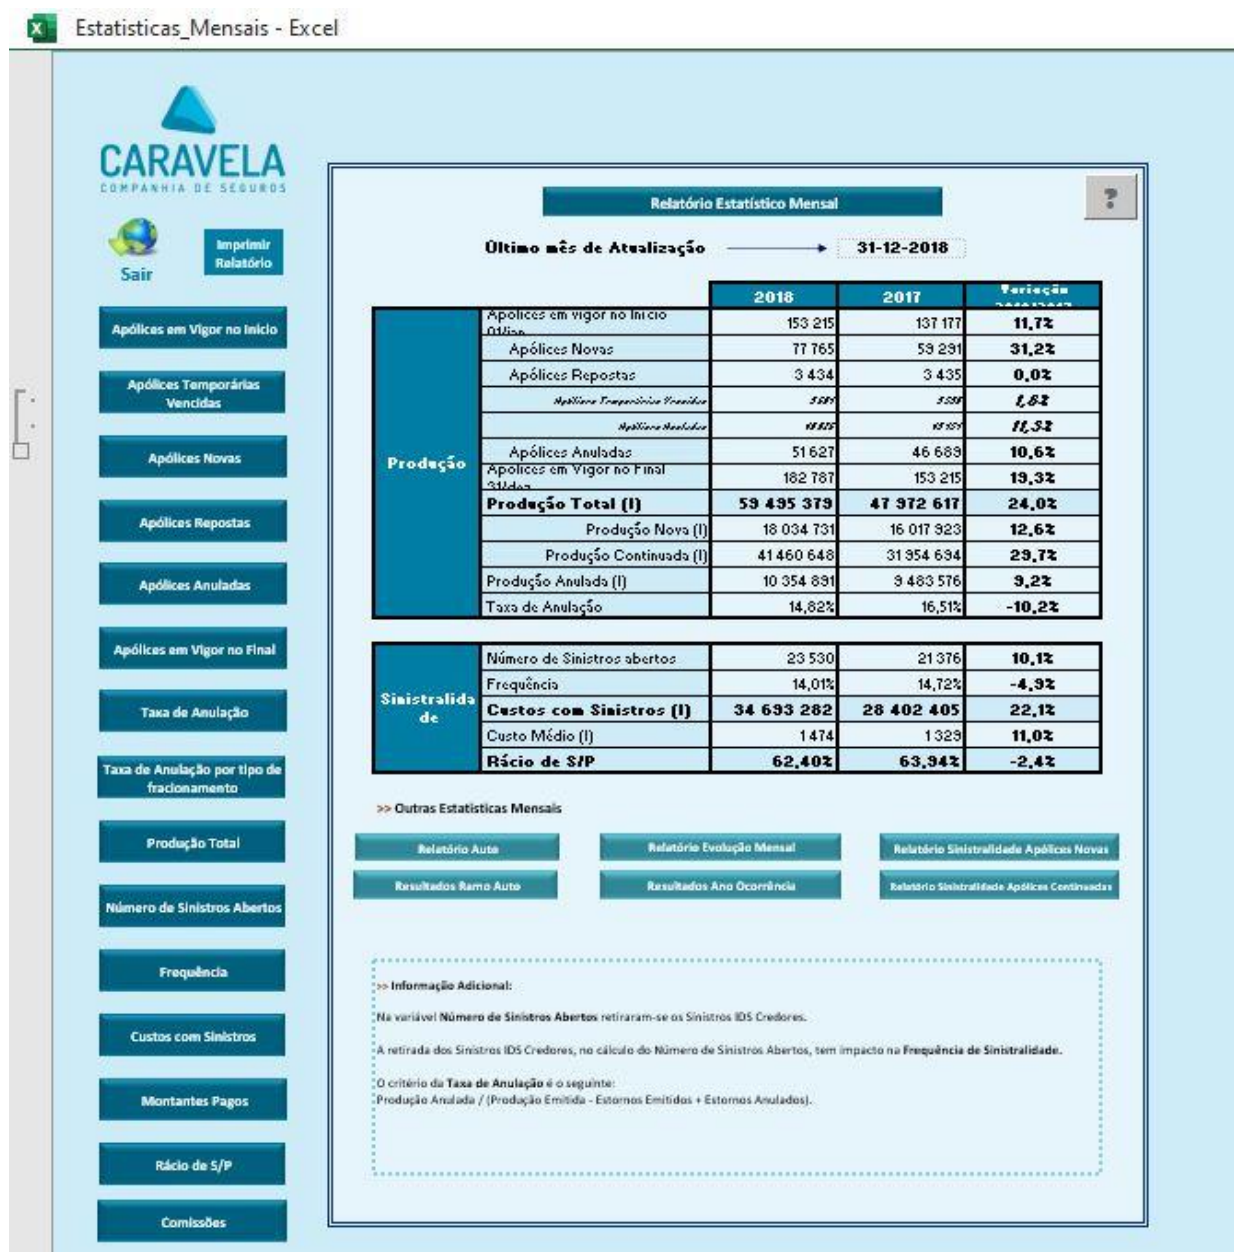 Estatisticas_Mensais - Excel
CARAVELA
COMPANHIA DE SEGUROS
Sair
Imprimir
Relatório
Apólices em Vigor no Inicio
Apólices Temporárias
Vencidas
Apólices Novas
Apólices Repostas
Apólices Anuladas
Apólices em Vigor no Final
Taxa de Anulação
Taxa de Anulação por tipo de
fracionamento
Produção Total
Número de Sinistros Abertos
Frequência
Custos com Sinistros
Montantes Pagos
Rácio de S/P
Comissões
Relatório Estatístico Mensal
?
Último mês de Atualização 31-12-2018
2018 2017 Variação
Produção
Apólices em vigor no Início 153 215 137 177 11,7%
Apólices Novas 77 765 59 291 31,2%
Apólices Repostas 3 434 3 435 0,0%
Apólices Temporárias Vencidas 1,6%
Apólices Anuladas 11,5%
Apólices Anuladas 51 627 46 689 10,6%
Apólices em Vigor no Final 182 787 153 215 19,3%
Produção Total (I) 59 495 379 47 972 617 24,0%
Produção Nova (I) 18 034 731 16 017 923 12,6%
Produção Continuada (I) 41 460 648 31 954 694 29,7%
Produção Anulada (I) 10 354 891 9 483 576 9,2%
Taxa de Anulação 14,82% 16,51% -10,2%
Sinistralida
de
Número de Sinistros abertos 23 530 21 376 10,1%
Frequência 14,01% 14,72% -4,9%
Custos com Sinistros (I) 34 693 282 28 402 405 22,1%
Custo Médio (I) 1 474 1 329 11,0%
Rácio de S/P 62,40% 63,94% -2,4%
>> Outras Estatisticas Mensais
Relatório Auto Relatório Evolução Mensal Relatório Sinistralidade Apólices Novas
Resultados Ramo Auto Resultados Ano Ocorrência Relatório Sinistralidade Apólices Continuadas
>> Informação Adicional:
Na variável Número de Sinistros Abertos retiraram-se os Sinistros IDS Credores.
A retirada dos Sinistros IDS Credores, no cálculo do Número de Sinistros Abertos, tem impacto na Frequência de Sinistralidade.
O critério da Taxa de Anulação é o seguinte:
Produção Anulada / (Produção Emitida - Estornos Emitidos + Estornos Anulados).